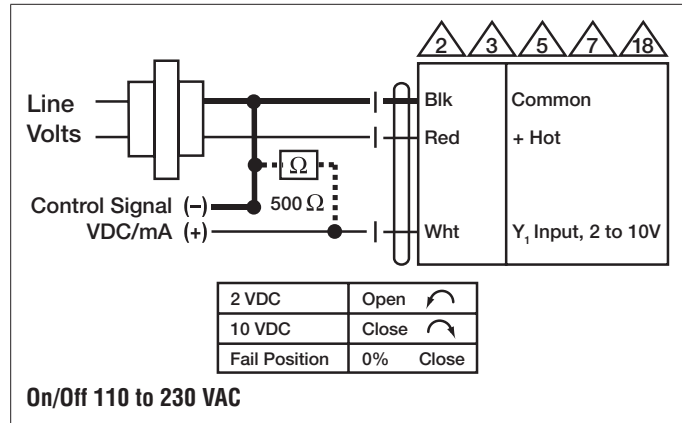 2 3 5 7 18
Line
Volts
Blk Common
Red + Hot
Ω
500 Ω
Control Signal (–)
VDC/mA (+)
Wht Y1 Input, 2 to 10V
2 VDC Open
10 VDC Close
Fail Position 0% Close
On/Off 110 to 230 VAC